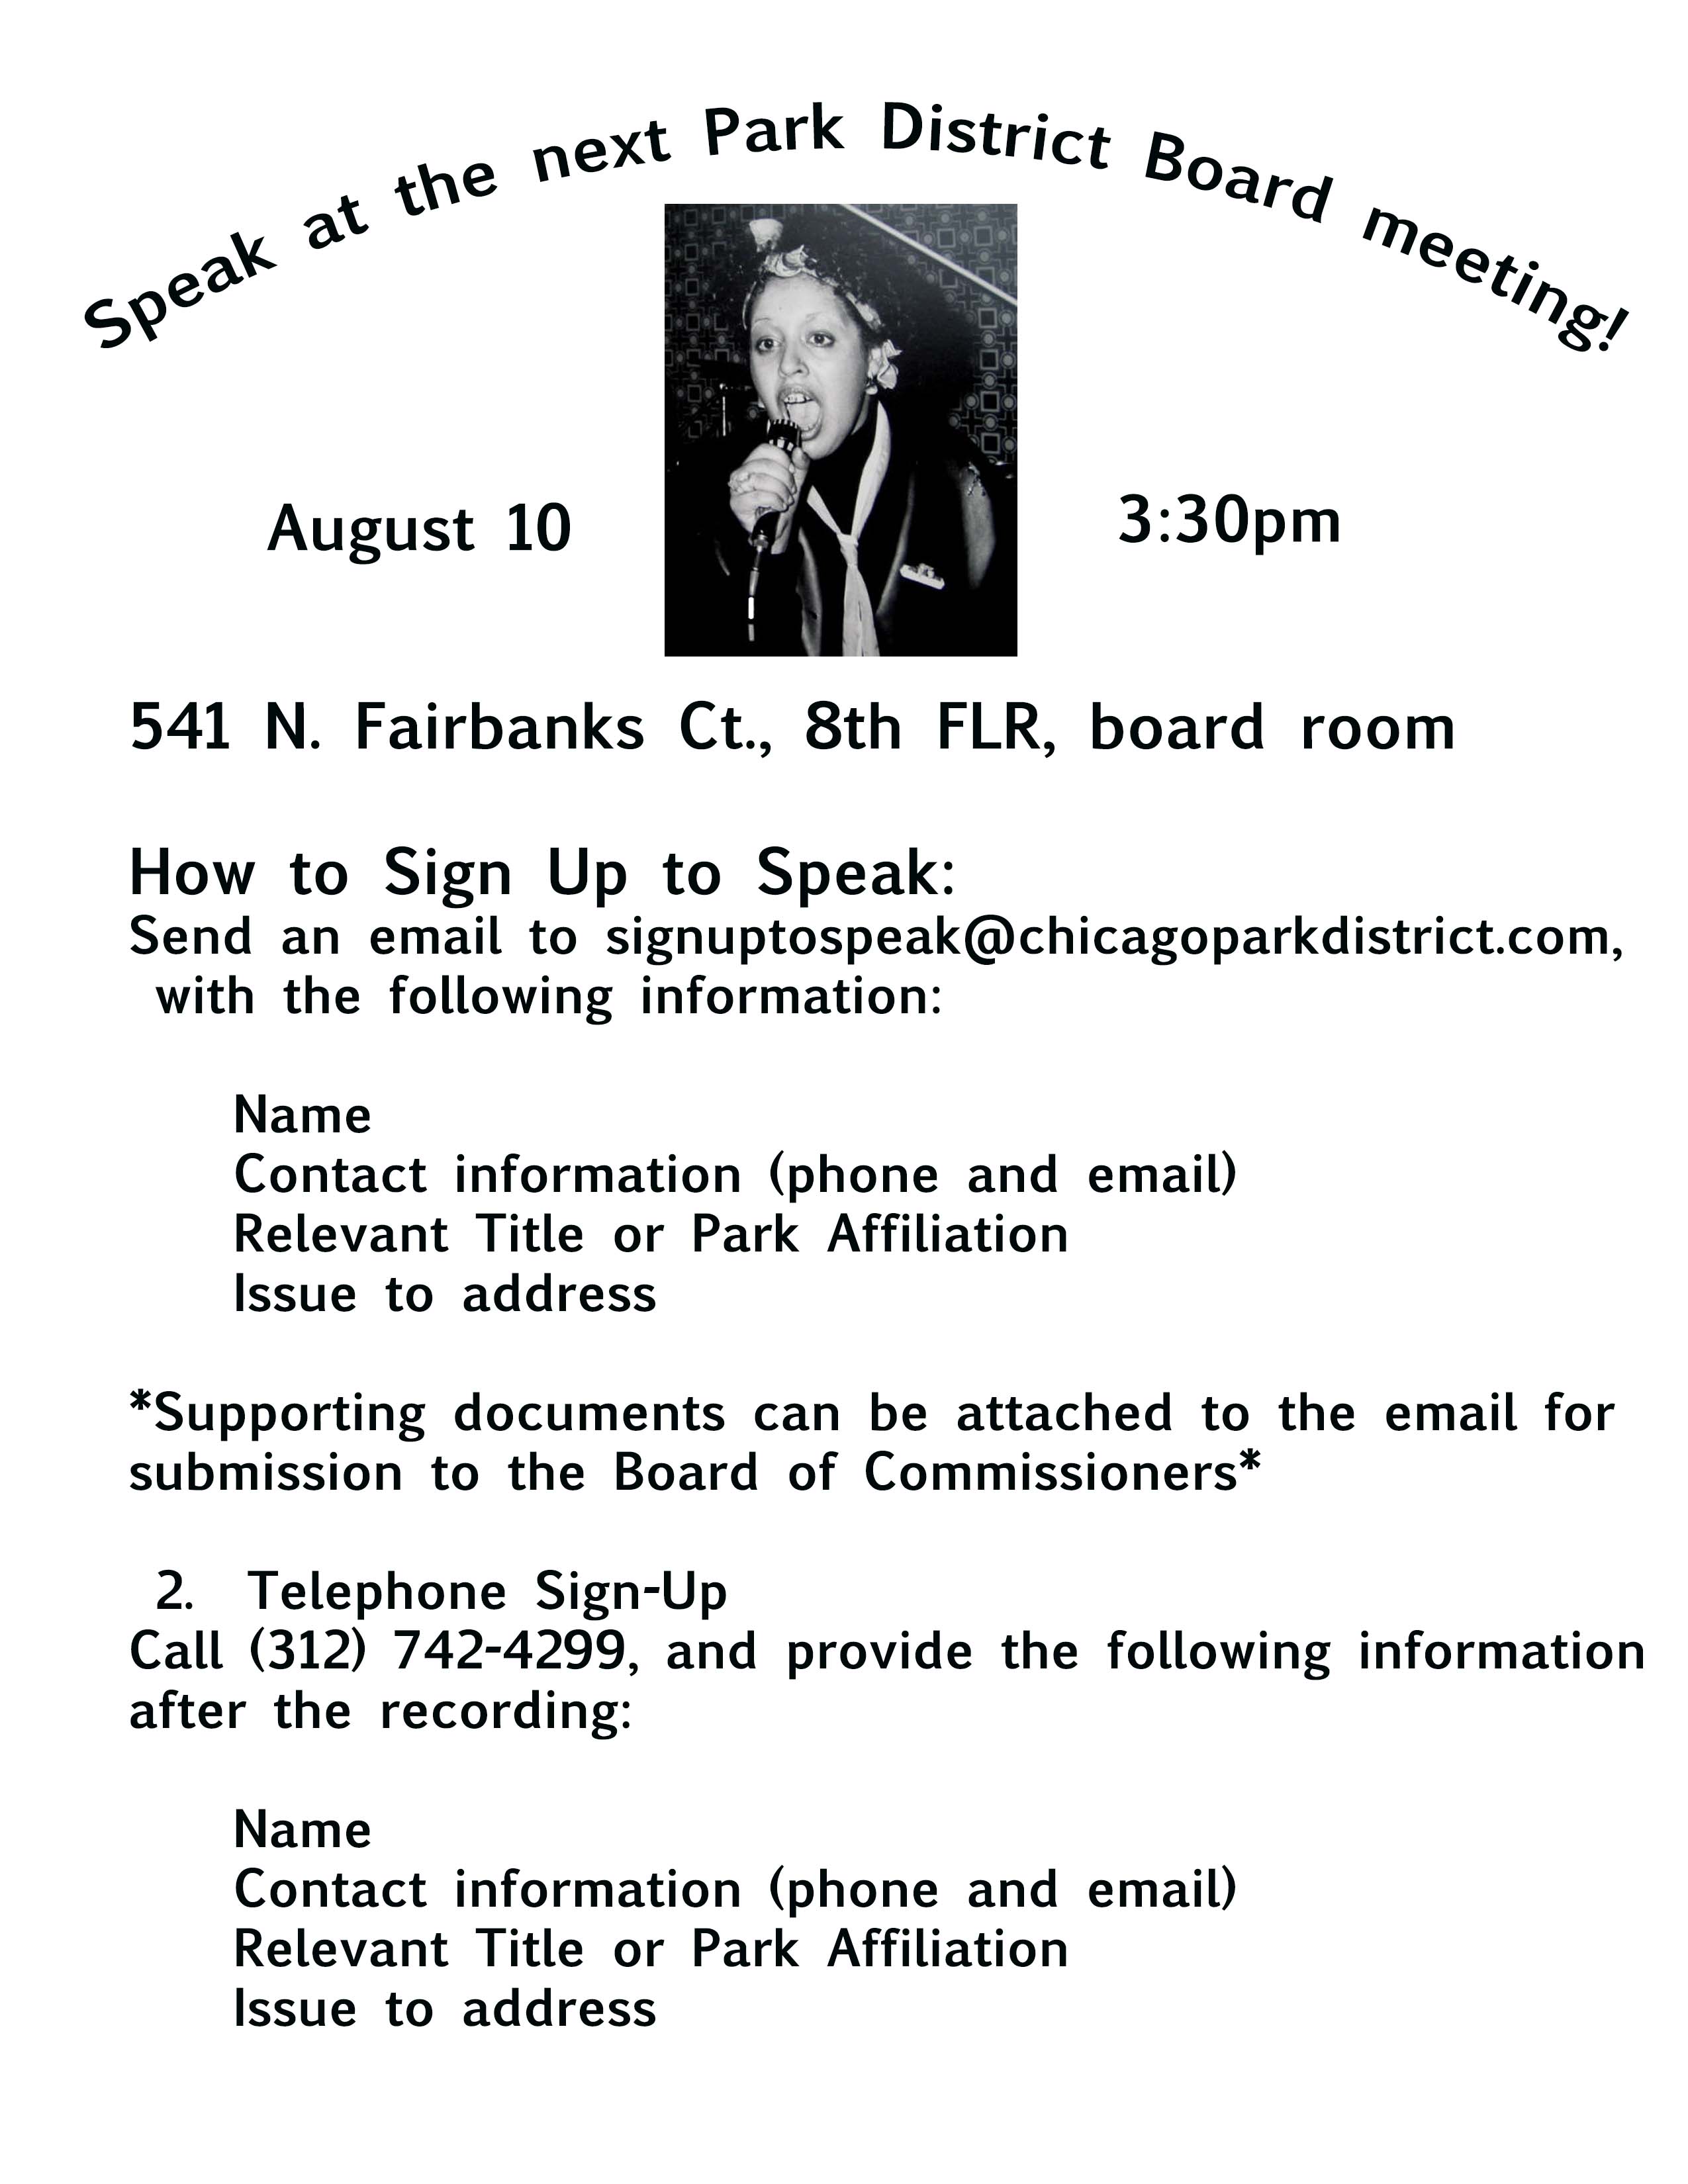 Speak at the next Park District Board meeting!
August 10
3:30pm
541 N. Fairbanks Ct., 8th FLR, board room
How to Sign Up to Speak:
Send an email to signuptospeak@chicagoparkdistrict.com,
with the following information:
Name
Contact information (phone and email)
Relevant Title or Park Affiliation
Issue to address
*Supporting documents can be attached to the email for
submission to the Board of Commissioners*
2. Telephone Sign-Up
Call (312) 742-4299, and provide the following information
after the recording:
Name
Contact information (phone and email)
Relevant Title or Park Affiliation
Issue to address